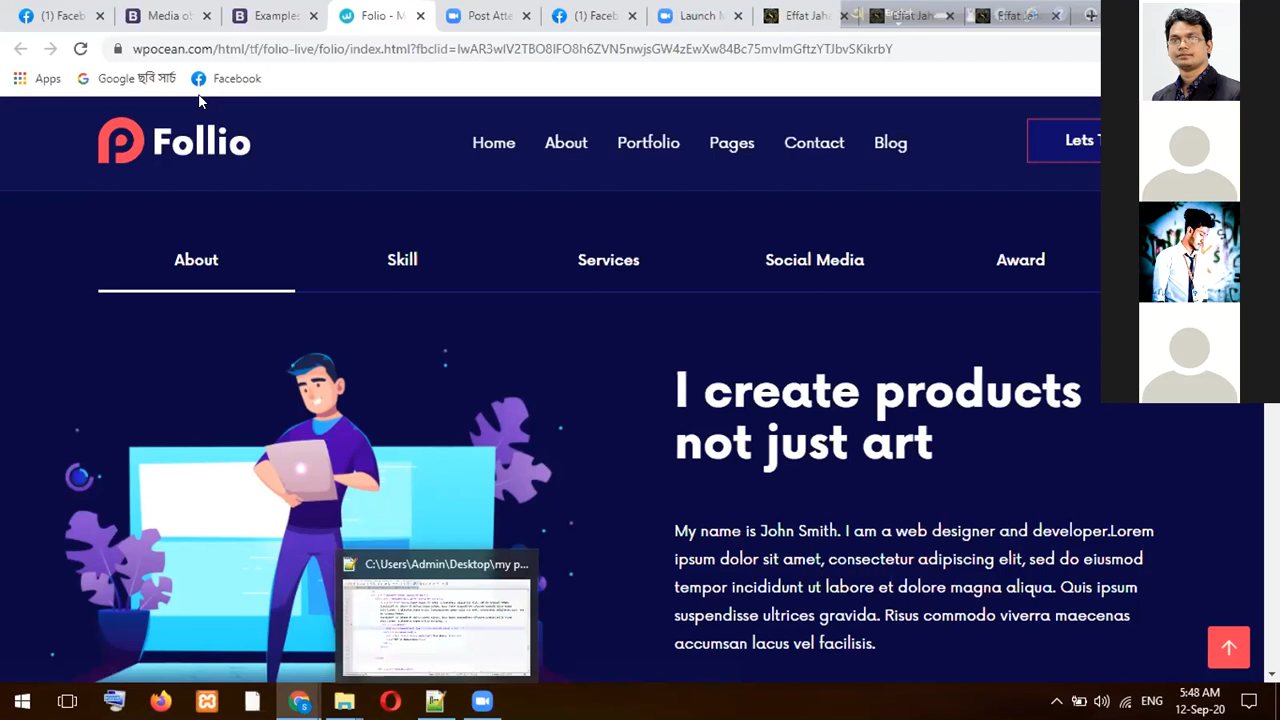 (1) Faceb
Media of
Examples
Folio - M
Post Atte
(1) Faceb
Launch M
Effat Jah
Effat Jah
Effat Jah
wpocean.com/html/tf/folio-live/folio/index.html?fbclid=IwAR3wIV2TBO8IFO8h6ZVN5nwjsGW4zEwXw84Bc75mvImGftzYTJbvSKikrbY
Apps
Google ছবি সার্চ
Facebook
Follio
Home
About
Portfolio
Pages
Contact
Blog
Lets T
About
Skill
Services
Social Media
Award
I create products
not just art
My name is John Smith. I am a web designer and developer.Lorem
ipsum dolor sit amet, consectetur adipiscing elit, sed do eiusmod
tempor incididunt ut labore et dolore magna aliqua. Quis
suspendisse ultrices gravida. Risus commodo viverra maecenas
accumsan lacus vel facilisis.
C:\Users\Admin\Desktop\my p...
ENG
5:48 AM
12-Sep-20